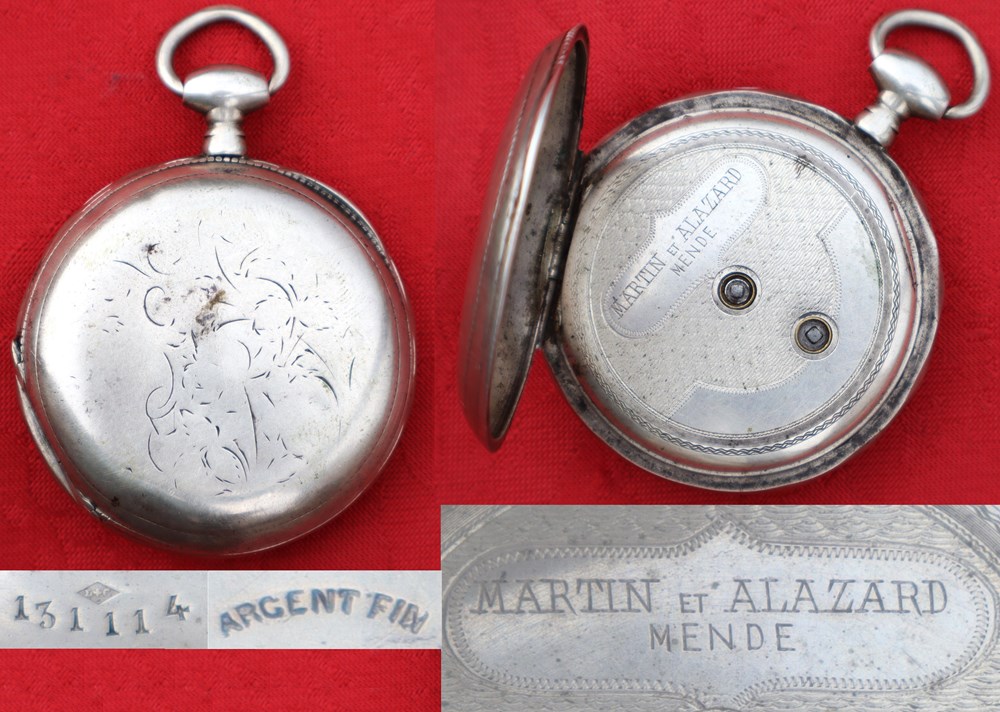 MARTIN ET ALAZARD
MENDE
131114
ARGENT FIN
MARTIN ET ALAZARD
MENDE